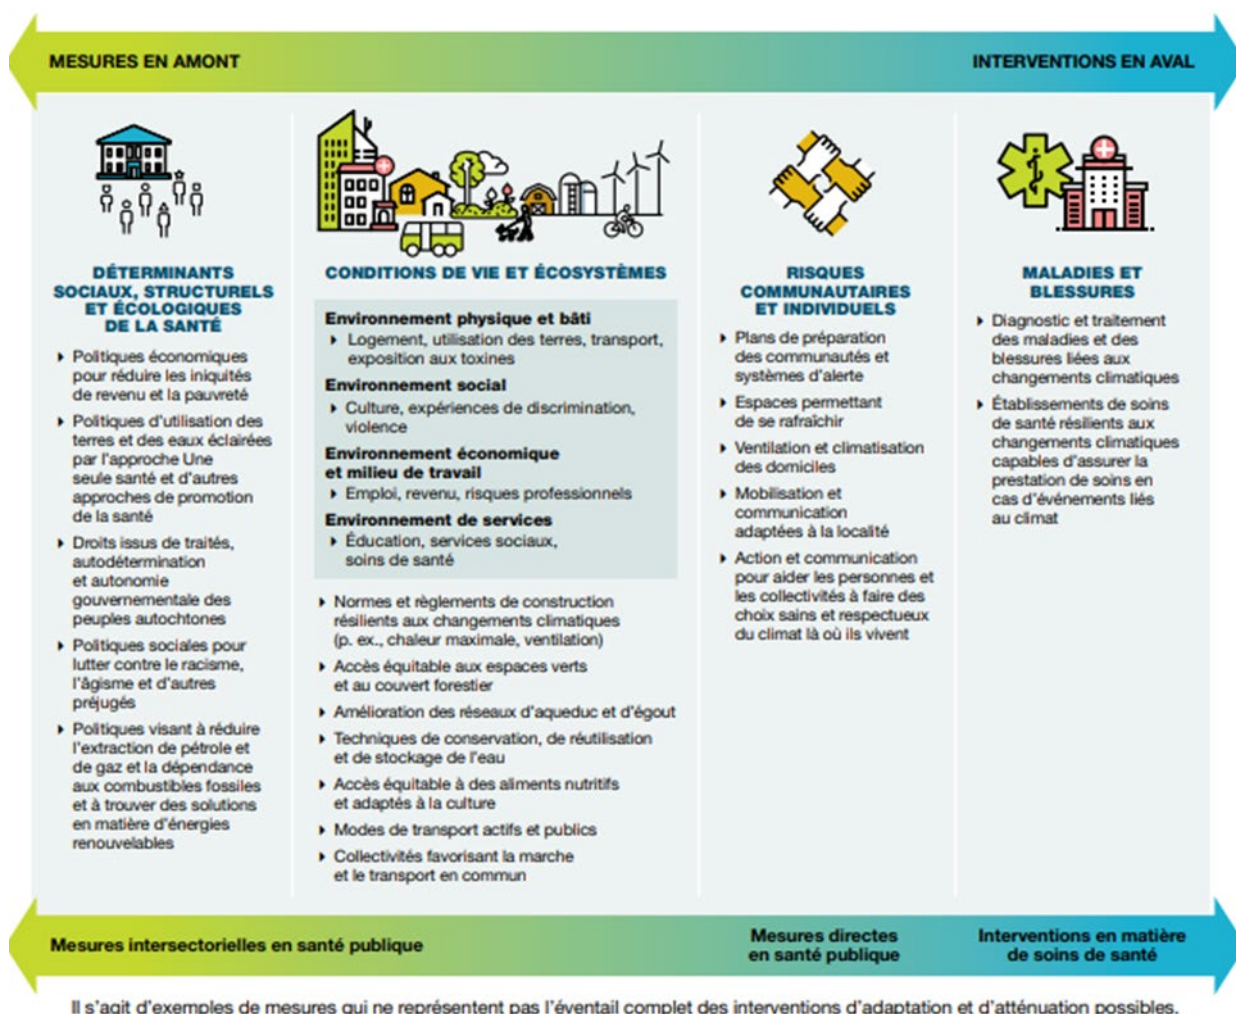 MESURES EN AMONT
INTERVENTIONS EN AVAL
DÉTERMINANTS
SOCIAUX, STRUCTURELS
ET ÉCOLOGIQUES
DE LA SANTÉ
▸ Politiques économiques
pour réduire les iniquités
de revenu et la pauvreté
▸ Politiques d'utilisation des
terres et des eaux éclairées
par l'approche Une
seule santé et d'autres
approches de promotion
de la santé
▸ Droits issus de traités,
autodétermination
et autonomie
gouvernementale des
peuples autochtones
▸ Politiques sociales pour
lutter contre le racisme,
l'âgisme et d'autres
préjugés
▸ Politiques visant à réduire
l'extraction de pétrole et
de gaz et la dépendance
aux combustibles fossiles
et à trouver des solutions
en matière d'énergies
renouvelables
CONDITIONS DE VIE ET ÉCOSYSTÈMES
Environnement physique et bâti
▸ Logement, utilisation des terres, transport,
exposition aux toxines
Environnement social
▸ Culture, expériences de discrimination,
violence
Environnement économique
et milieu de travail
▸ Emploi, revenu, risques professionnels
Environnement de services
▸ Éducation, services sociaux,
soins de santé
▸ Normes et règlements de construction
résilients aux changements climatiques
(p. ex., chaleur maximale, ventilation)
▸ Accès équitable aux espaces verts
et au couvert forestier
▸ Amélioration des réseaux d'aqueduc et d'égout
▸ Techniques de conservation, de réutilisation
et de stockage de l'eau
▸ Accès équitable à des aliments nutritifs
et adaptés à la culture
▸ Modes de transport actifs et publics
▸ Collectivités favorisant la marche
et le transport en commun
RISQUES
COMMUNAUTAIRES
ET INDIVIDUELS
▸ Plans de préparation
des communautés et
systèmes d'alerte
▸ Espaces permettant
de se rafraîchir
▸ Ventilation et climatisation
des domiciles
▸ Mobilisation et
communication
adaptées à la localité
▸ Action et communication
pour aider les personnes et
les collectivités à faire des
choix sains et respectueux
du climat là où ils vivent
MALADIES ET
BLESSURES
▸ Diagnostic et traitement
des maladies et des
blessures liées aux
changements climatiques
▸ Établissements de soins
de santé résilients aux
changements climatiques
capables d'assurer la
prestation de soins en
cas d'événements liés
au climat
Mesures intersectorielles en santé publique
Mesures directes
en santé publique
Interventions en matière
de soins de santé
Il s'agit d'exemples de mesures qui ne représentent pas l'éventail complet des interventions d'adaptation et d'atténuation possibles.